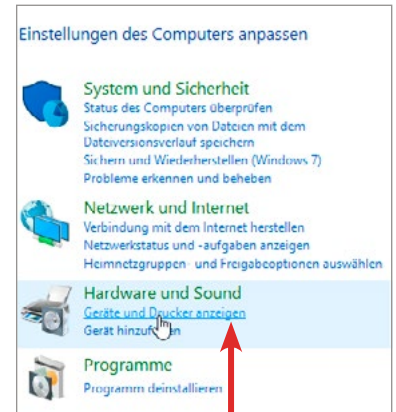 Einstellungen des Computers anpassen
System und Sicherheit
Status des Computers überprüfen
Sicherungskopien von Dateien mit dem
Dateiversionsverlauf speichern
Sichern und Wiederherstellen (Windows 7)
Probleme erkennen und beheben
Netzwerk und Internet
Verbindung mit dem Internet herstellen
Netzwerkstatus und -aufgaben anzeigen
Heimnetzgruppen- und Freigabeoptionen auswählen
Hardware und Sound
Geräte und Drucker anzeigen
Gerät hinzufügen
Programme
Programm deinstallieren